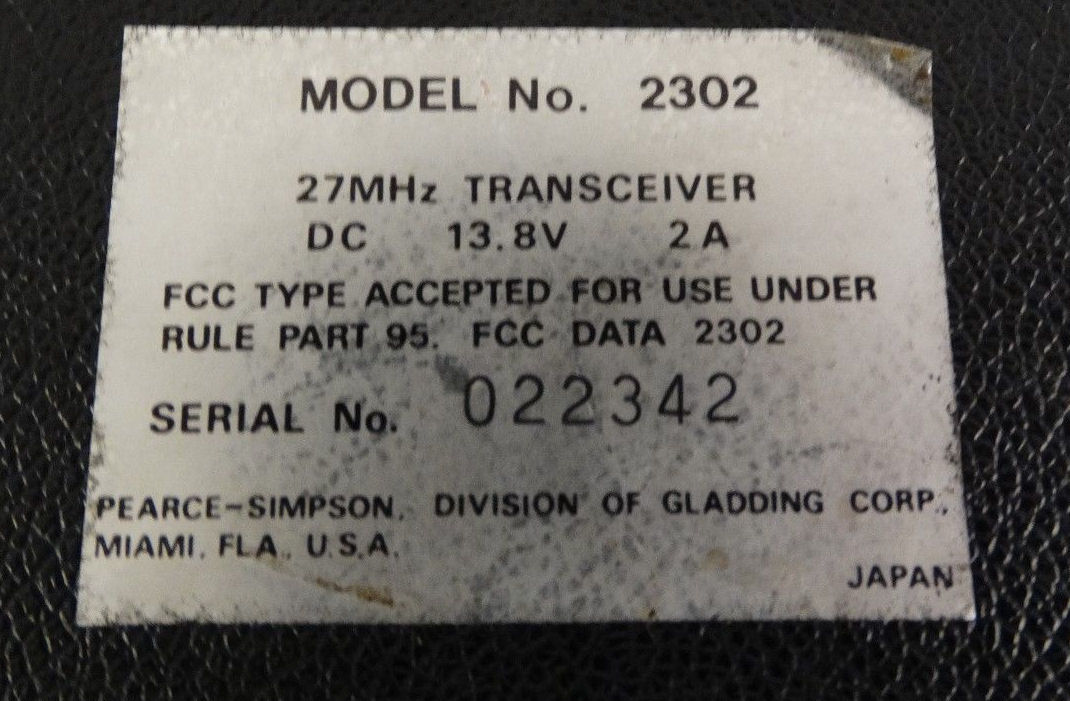 MODEL No. 2302
27MHz TRANSCEIVER
DC 13.8V 2A
FCC TYPE ACCEPTED FOR USE UNDER
RULE PART 95. FCC DATA 2302
SERIAL No. 022342
PEARCE-SIMPSON, DIVISION OF GLADDING CORP.,
MIAMI, FLA., U.S.A.
JAPAN